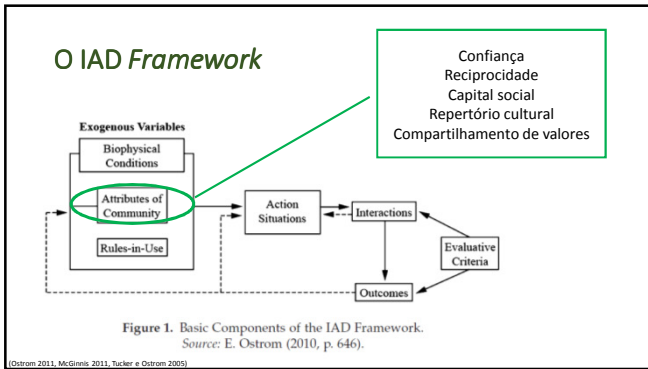 O IAD Framework
Confiança
Reciprocidade
Capital social
Repertório cultural
Compartilhamento de valores
Exogenous Variables
Biophysical
Conditions
Attributes of
Community
Rules-in-Use
Action
Situations
Interactions
Evaluative
Criteria
Outcomes
Figure 1. Basic Components of the IAD Framework.
Source: E. Ostrom (2010, p. 646).
(Ostrom 2011, McGinnis 2011, Tucker e Ostrom 2005)